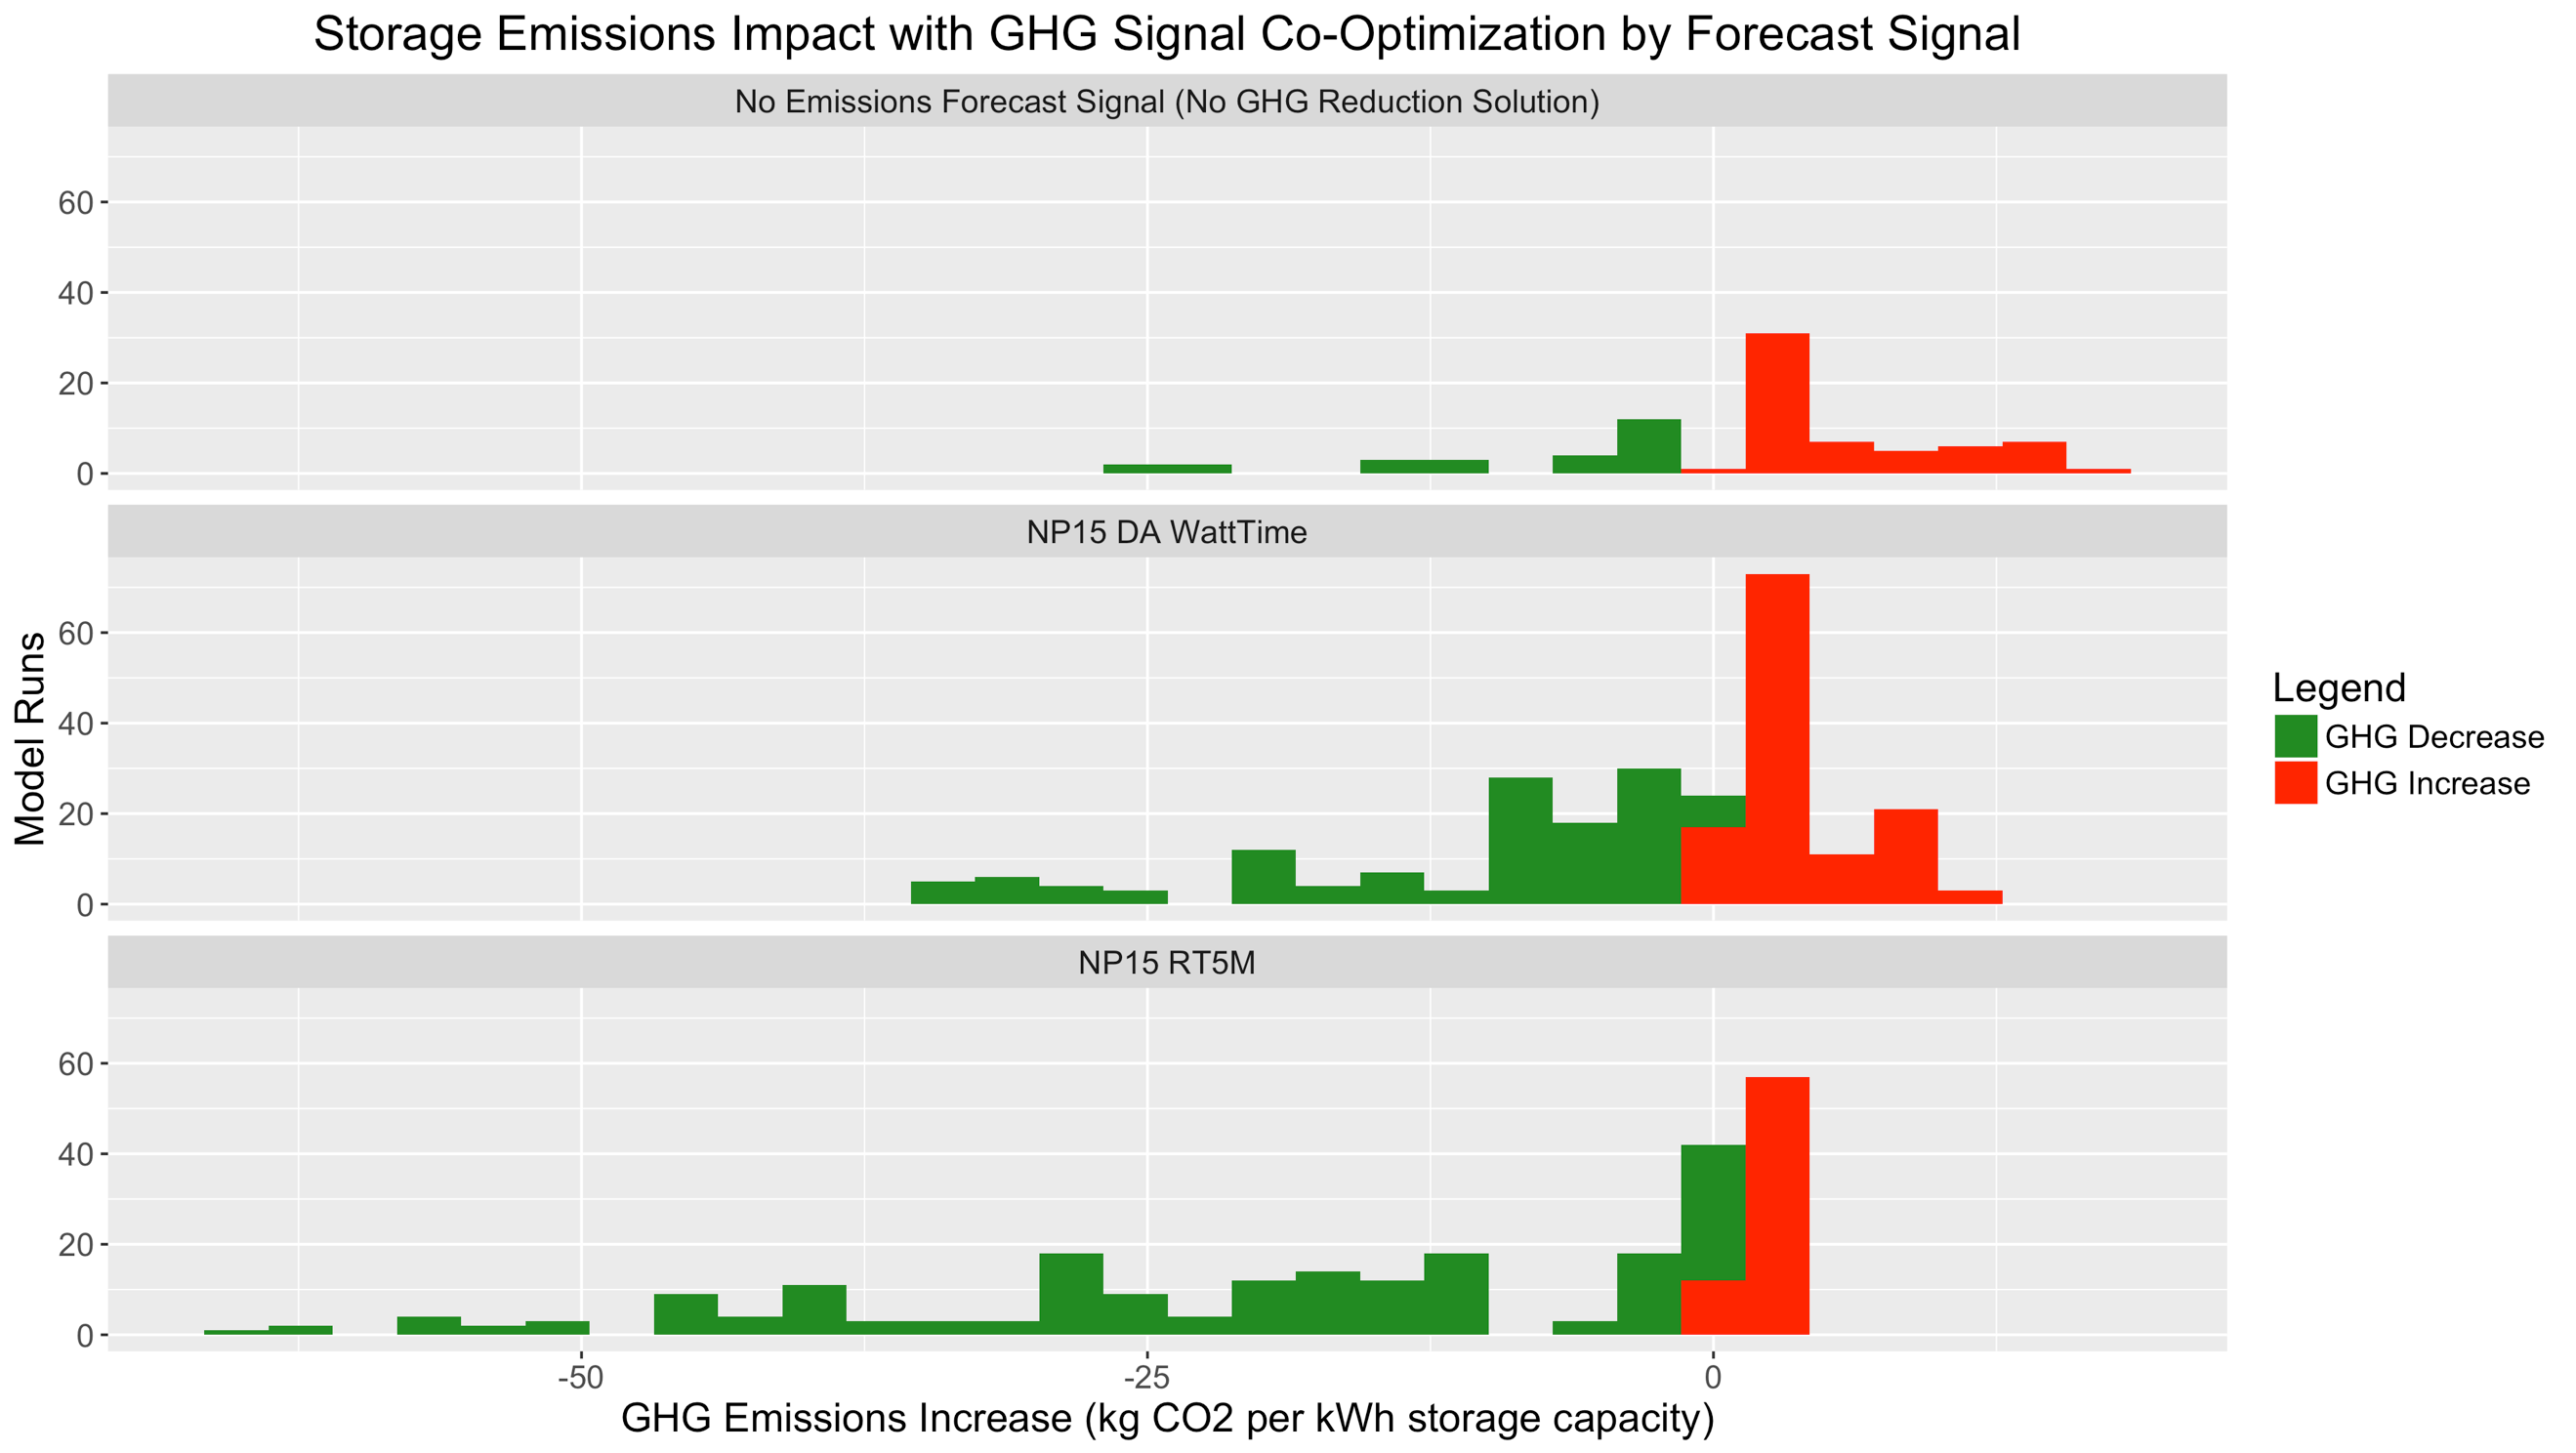 Storage Emissions Impact with GHG Signal Co-Optimization by Forecast Signal
No Emissions Forecast Signal (No GHG Reduction Solution)
60
40
20
0
NP15 DA WattTime
60
40
20
0
NP15 RT5M
60
40
20
0
-50
-25
0
Model Runs
GHG Emissions Increase (kg CO2 per kWh storage capacity)
Legend
GHG Decrease
GHG Increase